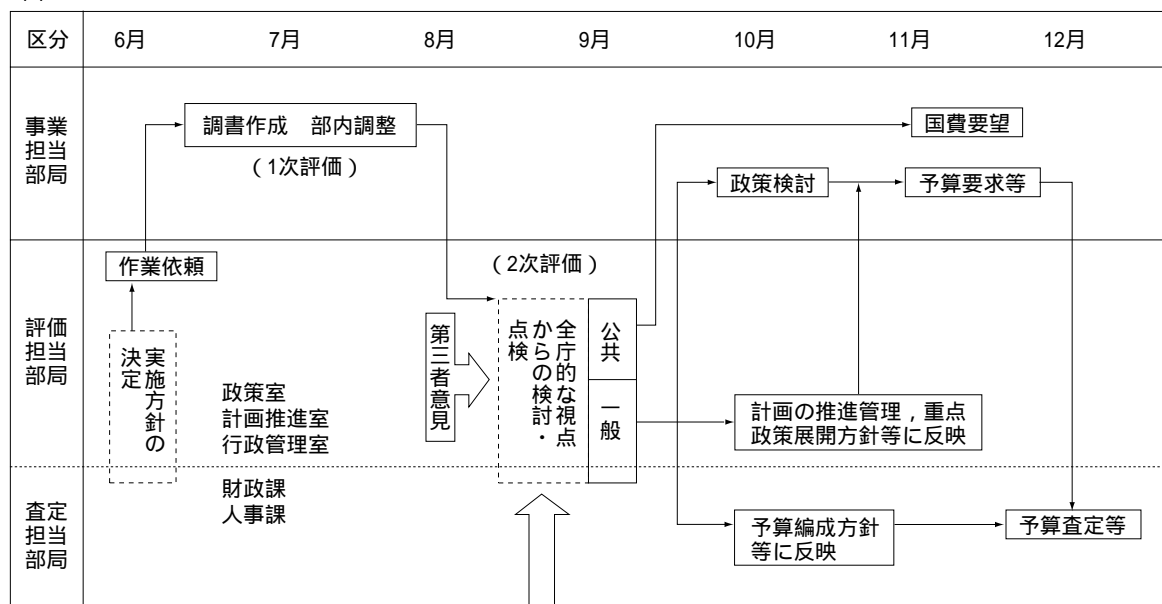 区分
6月
7月
8月
9月
10月
11月
12月
事業
担当
部局
調書作成　部内調整
（1次評価）
国費要望
政策検討
予算要求等
評価
担当
部局
作業依頼
実施方針の
決定
政策室
計画推進室
行政管理室
第三者意見
（2次評価）
全庁的な視点
からの検討・
点検
公共
一般
計画の推進管理，重点
政策展開方針等に反映
査定
担当
部局
財政課
人事課
予算編成方針
等に反映
予算査定等